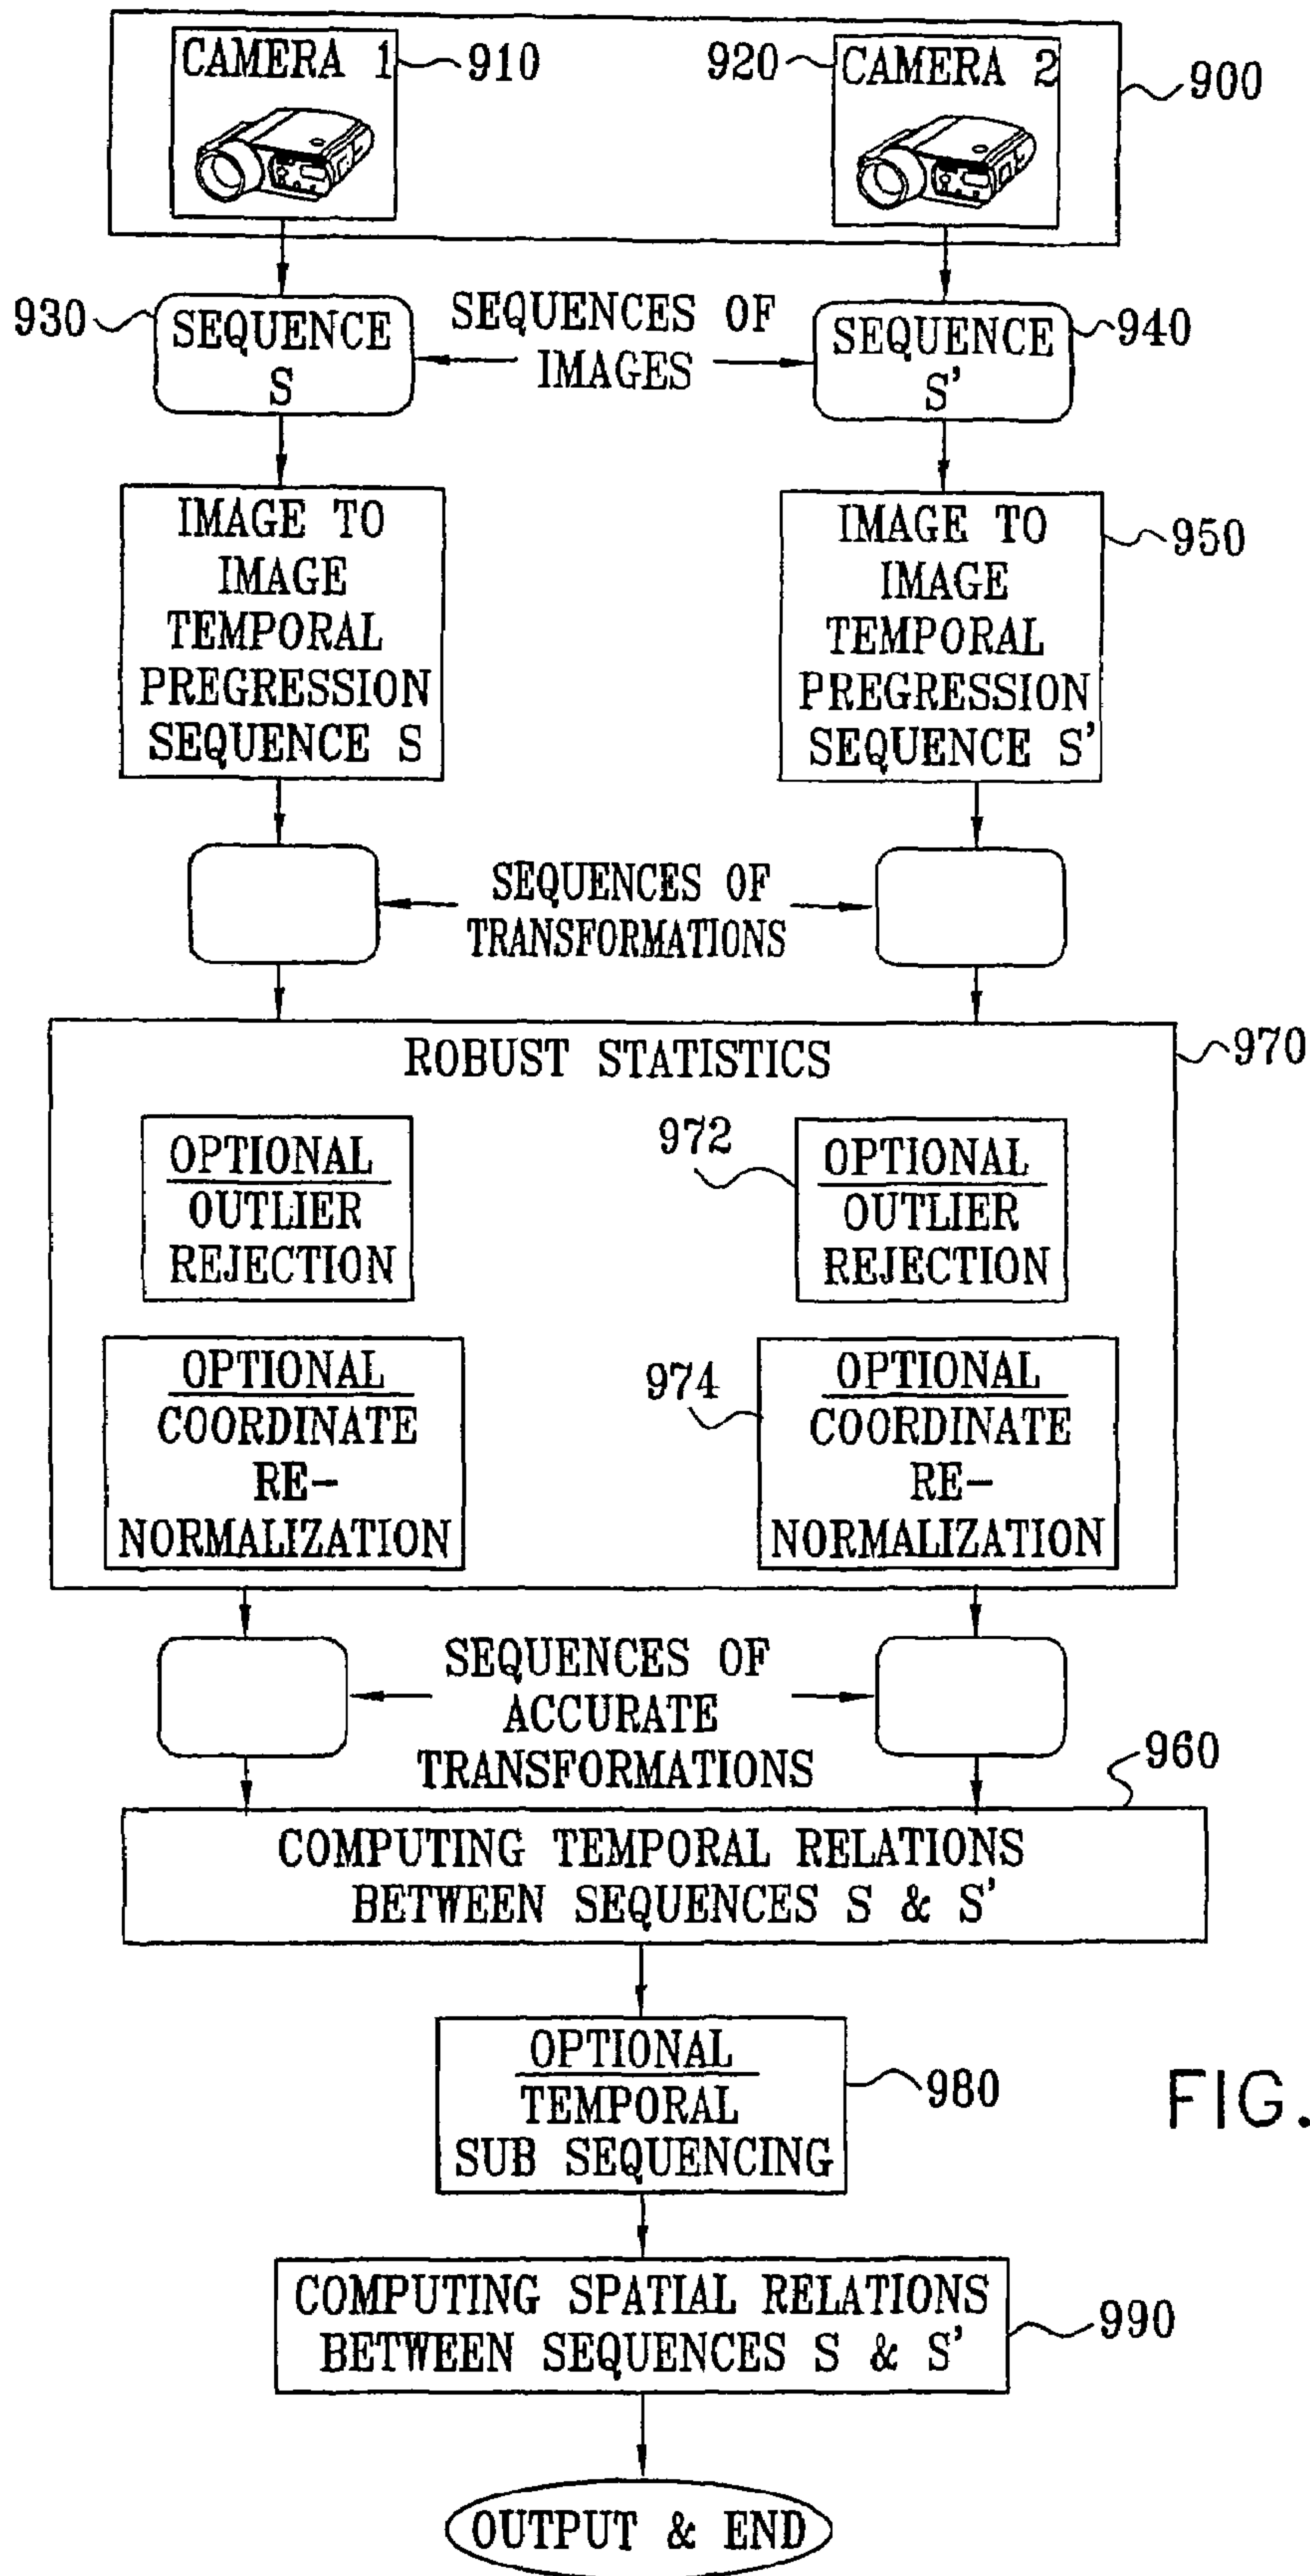 CAMERA 1
910
920
CAMERA 2
900
930
SEQUENCE
S
SEQUENCES OF
IMAGES
SEQUENCE
S'
940
IMAGE TO
IMAGE
TEMPORAL
PREGRESSION
SEQUENCE S
IMAGE TO
IMAGE
TEMPORAL
PREGRESSION
SEQUENCE S'
950
SEQUENCES OF
TRANSFORMATIONS
ROBUST STATISTICS
970
OPTIONAL
OUTLIER
REJECTION
972
OPTIONAL
OUTLIER
REJECTION
OPTIONAL
COORDINATE
RE-
NORMALIZATION
974
OPTIONAL
COORDINATE
RE-
NORMALIZATION
SEQUENCES OF
ACCURATE
TRANSFORMATIONS
960
COMPUTING TEMPORAL RELATIONS
BETWEEN SEQUENCES S & S'
OPTIONAL
TEMPORAL
SUB SEQUENCING
980
FIG.
COMPUTING SPATIAL RELATIONS
BETWEEN SEQUENCES S & S'
990
OUTPUT & END